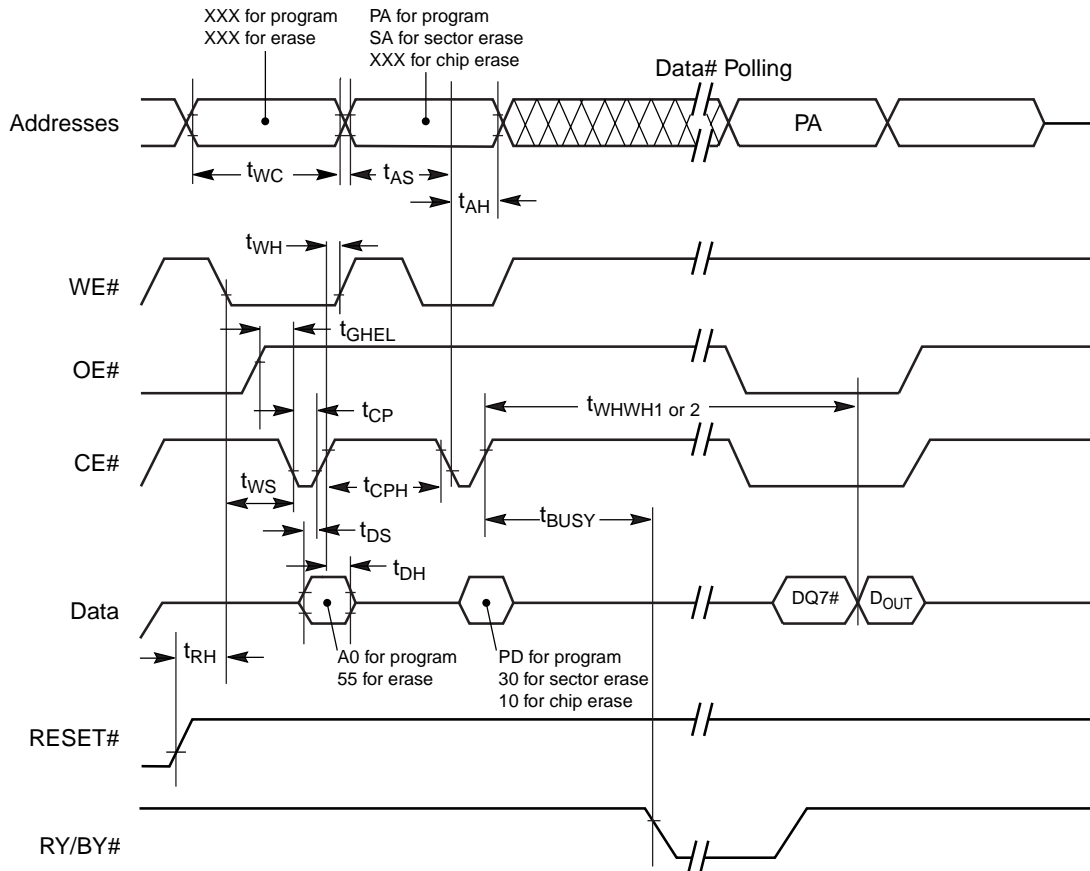 XXX for program
XXX for erase
PA for program
SA for sector erase
XXX for chip erase
Data# Polling
Addresses
PA
tWC
tAS
tAH
tWH
WE#
tGHEL
OE#
tCP
tWHWH1 or 2
CE#
tWS
tCPH
tBUSY
tDS
tDH
Data
DQ7#
DOUT
tRH
A0 for program
55 for erase
PD for program
30 for sector erase
10 for chip erase
RESET#
RY/BY#